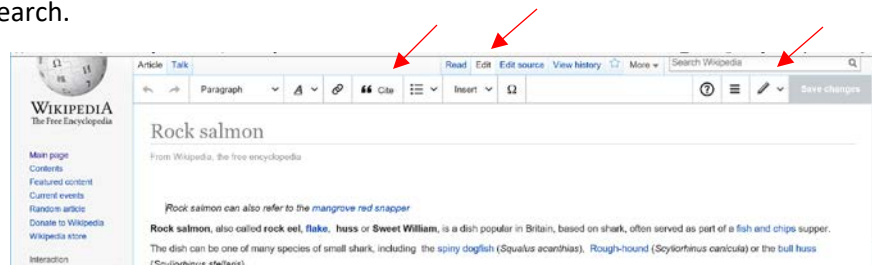 earch.
Article Talk Read Edit Edit source View history More Search Wikipedia
Paragraph A Cite Insert Ω Save changes
WIKIPEDIA
The Free Encyclopedia
Rock salmon
From Wikipedia, the free encyclopedia
Main page
Contents
Featured content
Current events
Random article
Donate to Wikipedia
Wikipedia store
Interaction
Rock salmon can also refer to the mangrove red snapper
Rock salmon, also called rock eel, flake, huss or Sweet William, is a dish popular in Britain, based on shark, often served as part of a fish and chips supper.
The dish can be one of many species of small shark, including the spiny dogfish (Squalus acanthias), Rough-hound (Scyliorhinus canicula) or the bull huss
(Scyliorhinus stellaris)